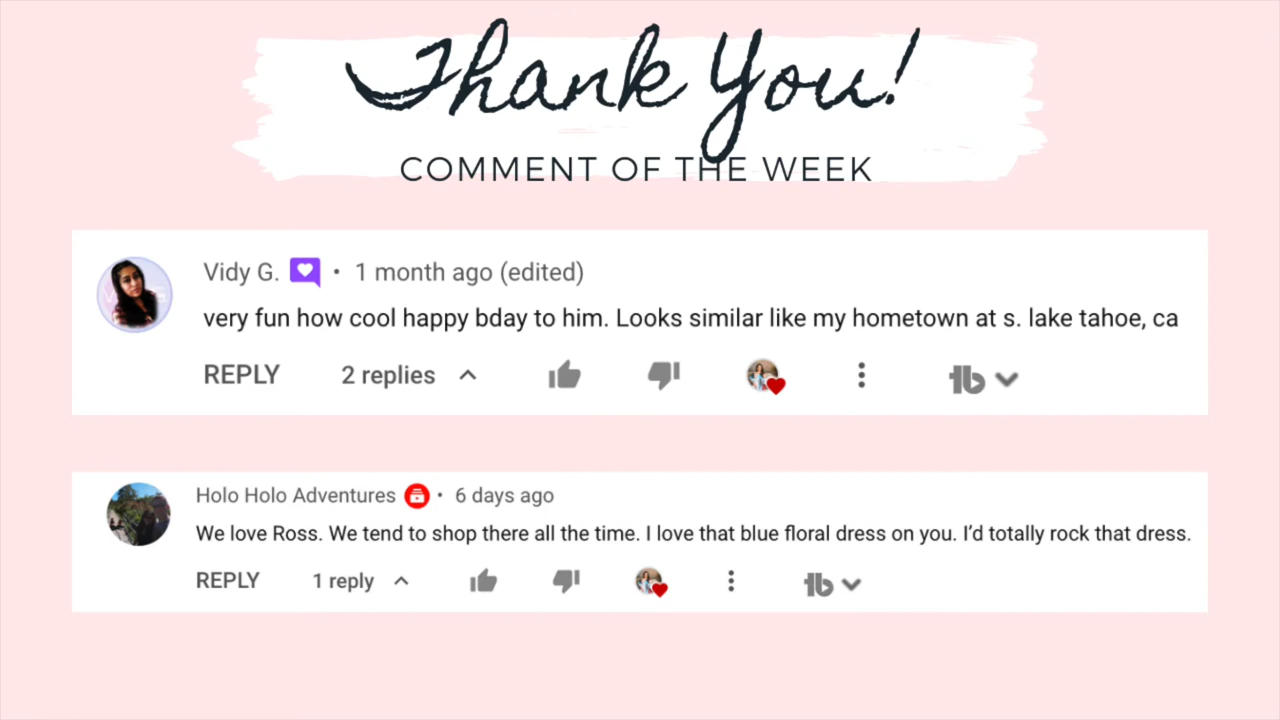 Thank You!
COMMENT OF THE WEEK
Vidy G. • 1 month ago (edited)
very fun how cool happy bday to him. Looks similar like my hometown at s. lake tahoe, ca
REPLY 2 replies
tb
Holo Holo Adventures • 6 days ago
We love Ross. We tend to shop there all the time. I love that blue floral dress on you. I'd totally rock that dress.
REPLY 1 reply
tb